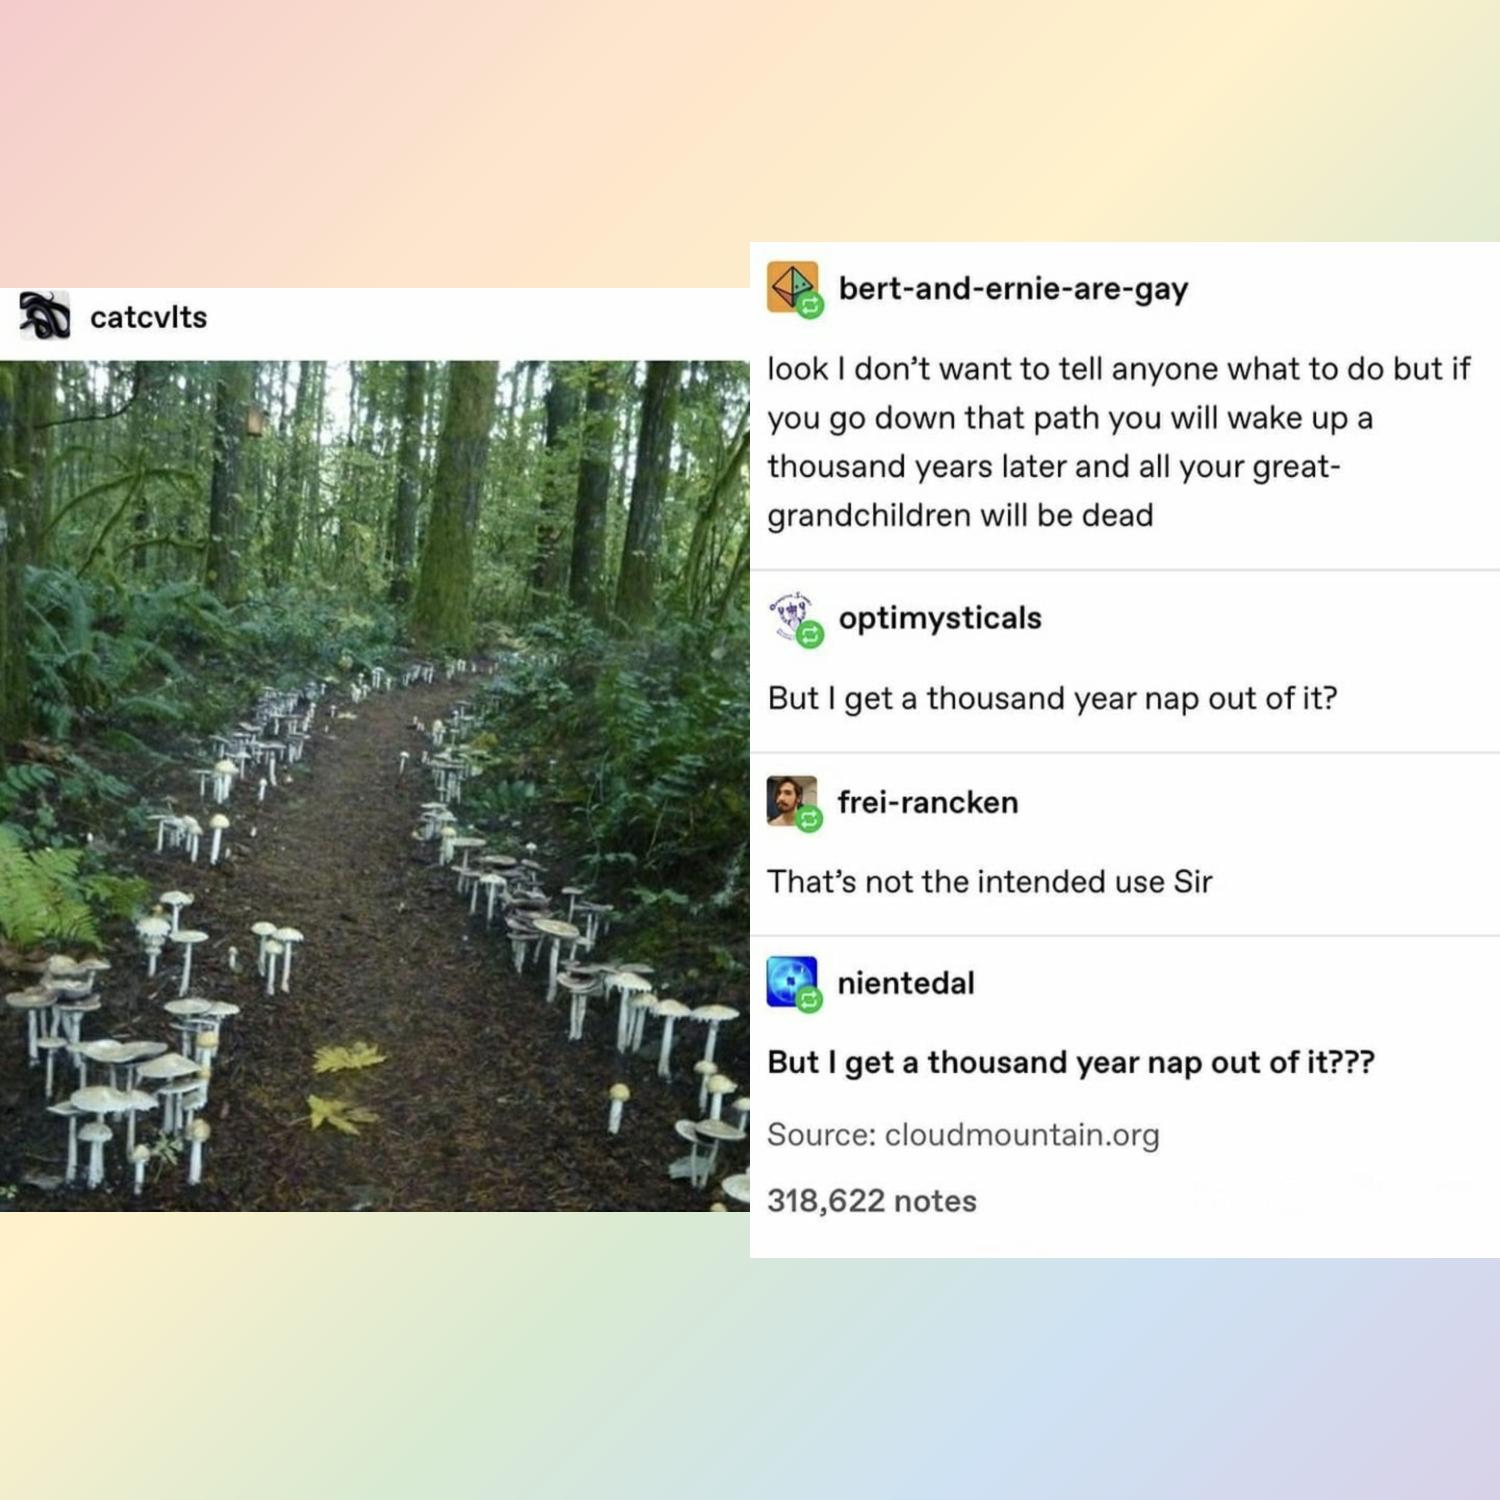 catcvlts
bert-and-ernie-are-gay
look I don’t want to tell anyone what to do but if
you go down that path you will wake up a
thousand years later and all your great-
grandchildren will be dead
optimysticals
But I get a thousand year nap out of it?
frei-rancken
That’s not the intended use Sir
nientedal
But I get a thousand year nap out of it???
Source: cloudmountain.org
318,622 notes